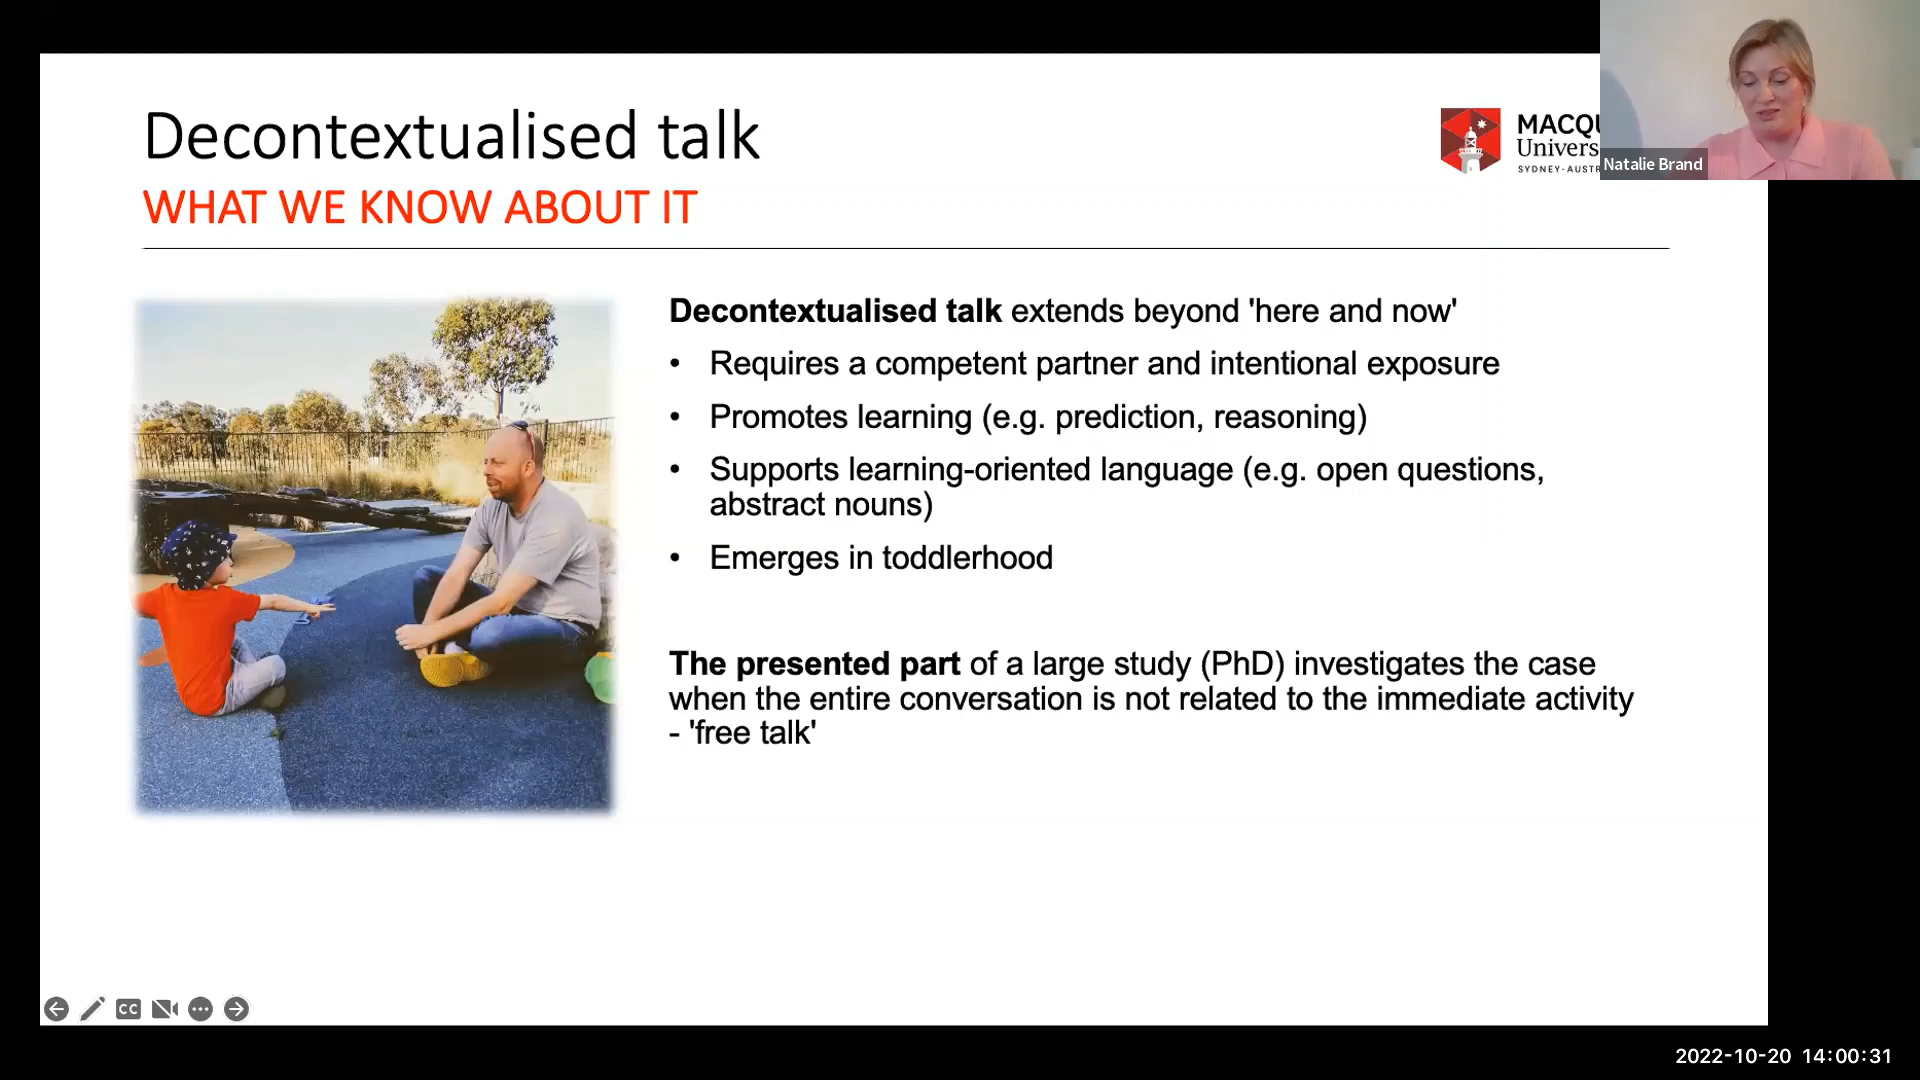 Decontextualised talk
WHAT WE KNOW ABOUT IT
MACQU
Univers
SYDNEY-AUSTR
Natalie Brand
Decontextualised talk extends beyond 'here and now'
• Requires a competent partner and intentional exposure
• Promotes learning (e.g. prediction, reasoning)
• Supports learning-oriented language (e.g. open questions,
abstract nouns)
• Emerges in toddlerhood
The presented part of a large study (PhD) investigates the case
when the entire conversation is not related to the immediate activity
- 'free talk'
CC
2022-10-20 14:00:31